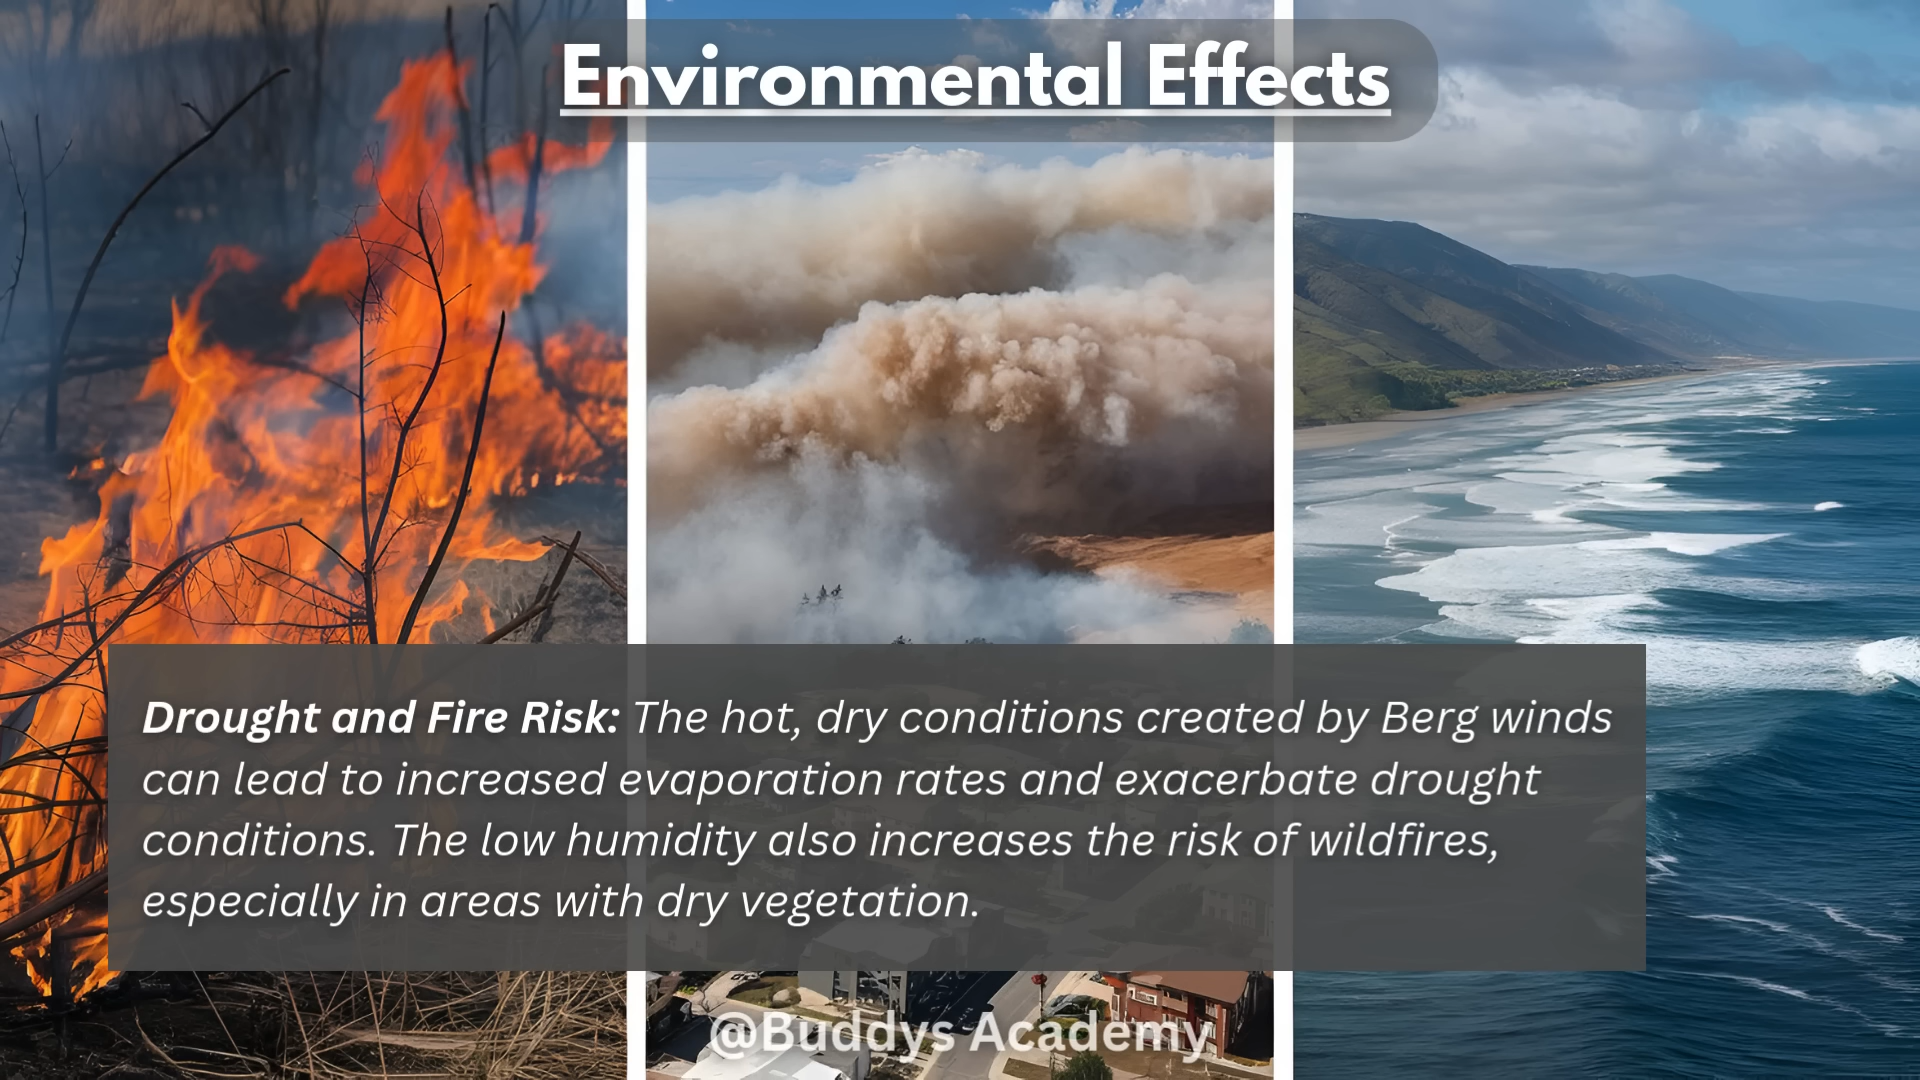 Environmental Effects
Drought and Fire Risk: The hot, dry conditions created by Berg winds
can lead to increased evaporation rates and exacerbate drought
conditions. The low humidity also increases the risk of wildfires,
especially in areas with dry vegetation.
@Buddys Academy